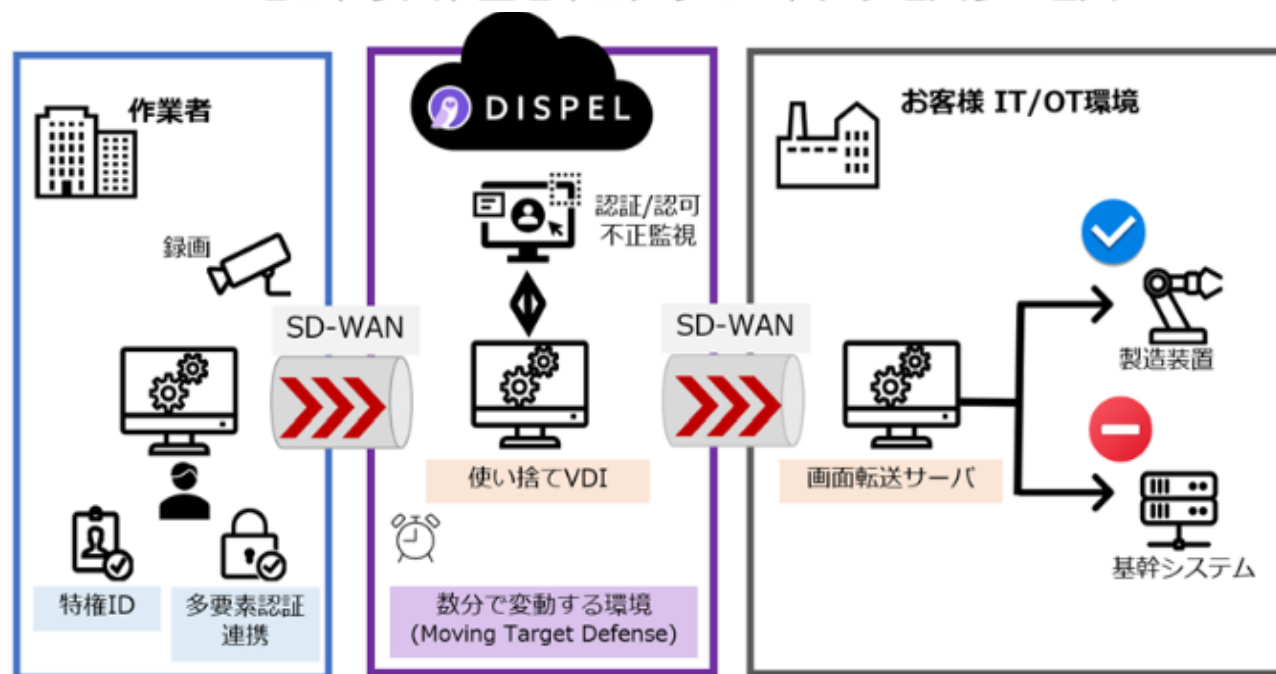 作業者
録画
特権ID
多要素認証
連携
SD-WAN
DISPEL
認証/認可
不正監視
使い捨てVDI
数分で変動する環境
(Moving Target Defense)
SD-WAN
お客様 IT/OT環境
画面転送サーバ
製造装置
基幹システム